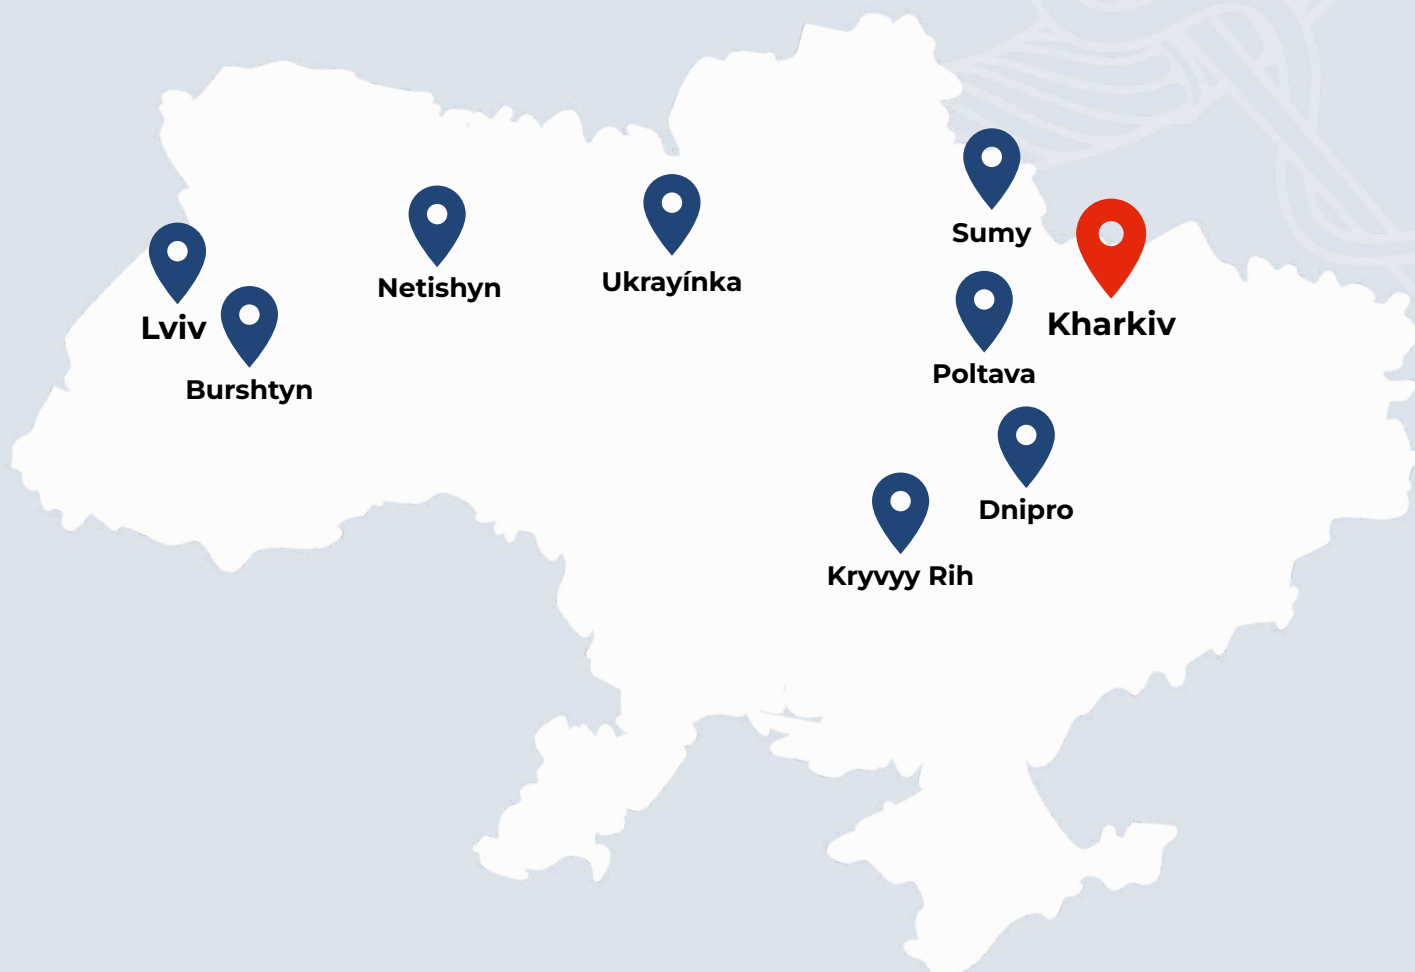 Sumy
Netishyn
Ukrayínka
Lviv
Kharkiv
Burshtyn
Poltava
Dnipro
Kryvyy Rih